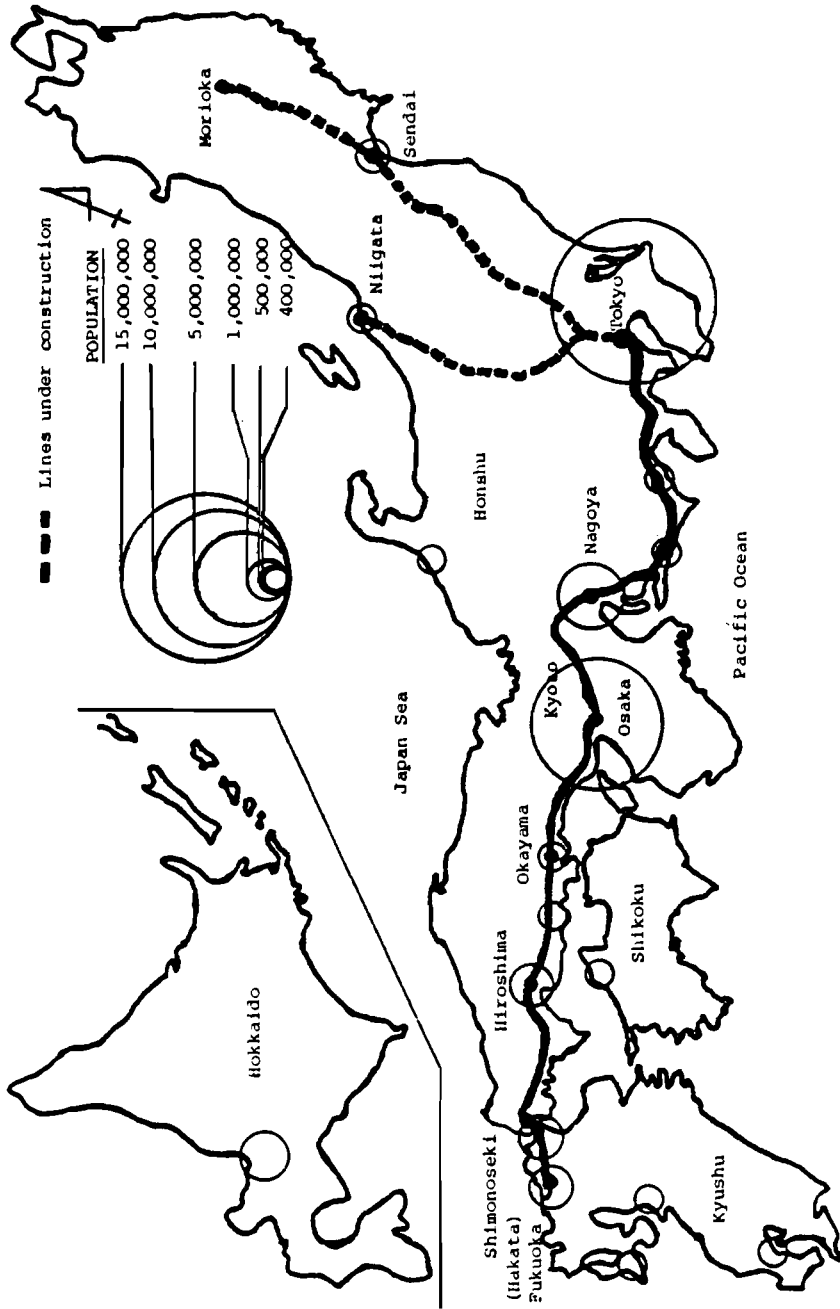 Lines under construction
POPULATION
15,000,000
10,000,000
5,000,000
1,000,000
500,000
400,000
Hokkaido
Morioka
Sendai
Niigata
Tokyo
Honshu
Japan Sea
Nagoya
Kyoto
Osaka
Pacific Ocean
Okayama
Hiroshima
Shikoku
Shimonoseki
(Hakata)
Fukuoka
Kyushu